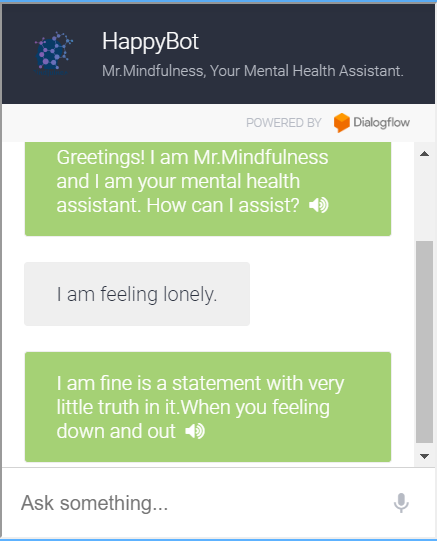 HappyBot
Mr.Mindfulness, Your Mental Health Assistant.
POWERED BY Dialogflow
Greetings! I am Mr.Mindfulness
and I am your mental health
assistant. How can I assist?
I am feeling lonely.
I am fine is a statement with very
little truth in it.When you feeling
down and out
Ask something...